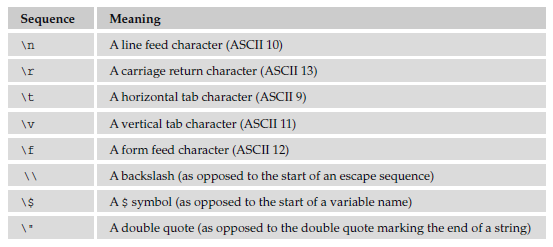 Sequence Meaning
\n A line feed character (ASCII 10)
\r A carriage return character (ASCII 13)
\t A horizontal tab character (ASCII 9)
\v A vertical tab character (ASCII 11)
\f A form feed character (ASCII 12)
\\ A backslash (as opposed to the start of an escape sequence)
\$ A $ symbol (as opposed to the start of a variable name)
\" A double quote (as opposed to the double quote marking the end of a string)